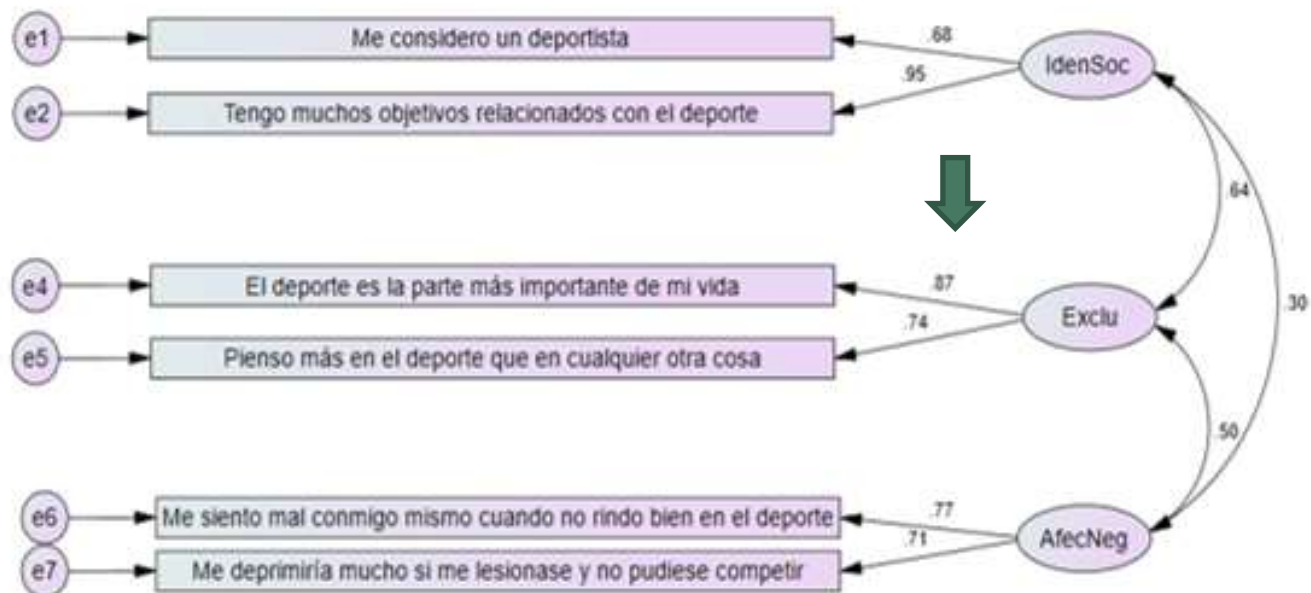 e1
Me considero un deportista
.68
IdenSoc
.95
e2
Tengo muchos objetivos relacionados con el deporte
.64
e4
El deporte es la parte más importante de mi vida
.87
Exclu
.30
.74
e5
Pienso más en el deporte que en cualquier otra cosa
.50
e6
Me siento mal conmigo mismo cuando no rindo bien en el deporte
.77
AfecNeg
.71
e7
Me deprimiría mucho si me lesionase y no pudiese competir